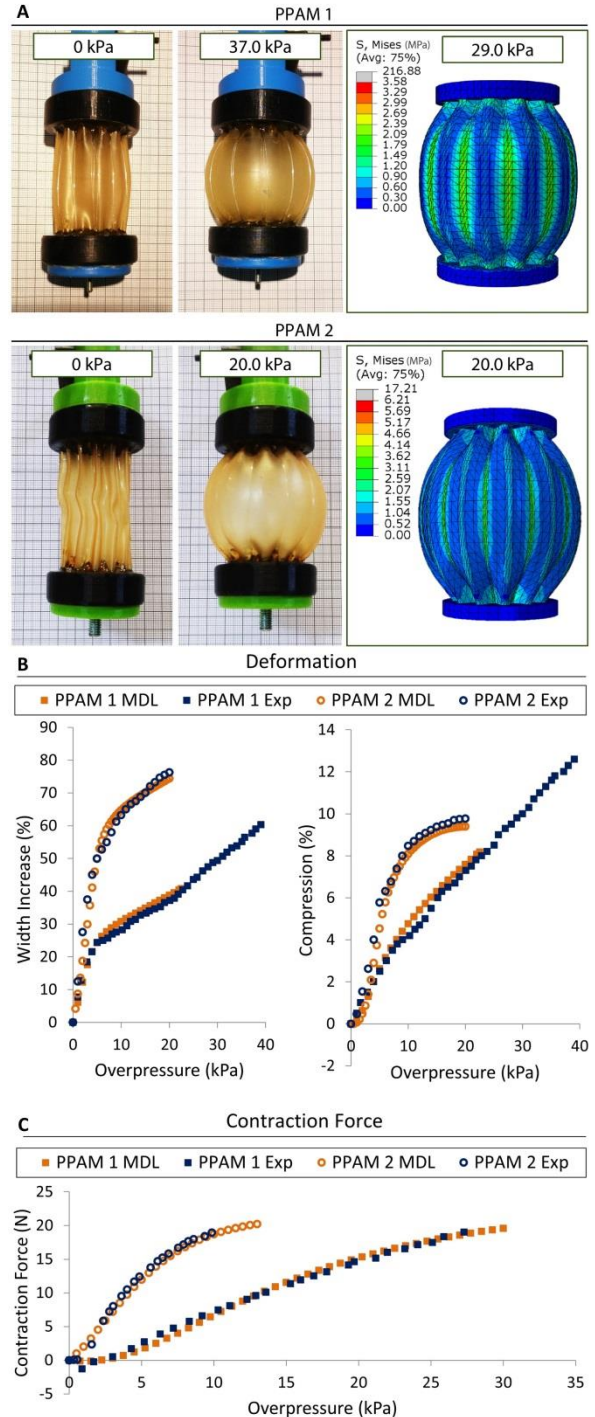 A
PPAM 1
0 kPa
37.0 kPa
S, Mises (MPa)
(Avg: 75%)
216.88
3.58
3.29
2.99
2.69
2.39
2.09
1.79
1.49
1.20
0.90
0.60
0.30
0.00
29.0 kPa
PPAM 2
0 kPa
20.0 kPa
S, Mises (MPa)
(Avg: 75%)
17.21
6.21
5.69
5.17
4.66
4.14
3.62
3.11
2.59
2.07
1.55
1.04
0.52
0.00
20.0 kPa
B
Deformation
PPAM 1 MDL PPAM 1 Exp PPAM 2 MDL PPAM 2 Exp
Width Increase (%)
90
80
70
60
50
40
30
20
10
0
0 10 20 30 40
Overpressure (kPa)
Compression (%)
14
12
10
8
6
4
2
0
-2
0 10 20 30 40
Overpressure (kPa)
C
Contraction Force
PPAM 1 MDL PPAM 1 Exp PPAM 2 MDL PPAM 2 Exp
Contraction Force (N)
25
20
15
10
5
0
-5
0 5 10 15 20 25 30 35
Overpressure (kPa)